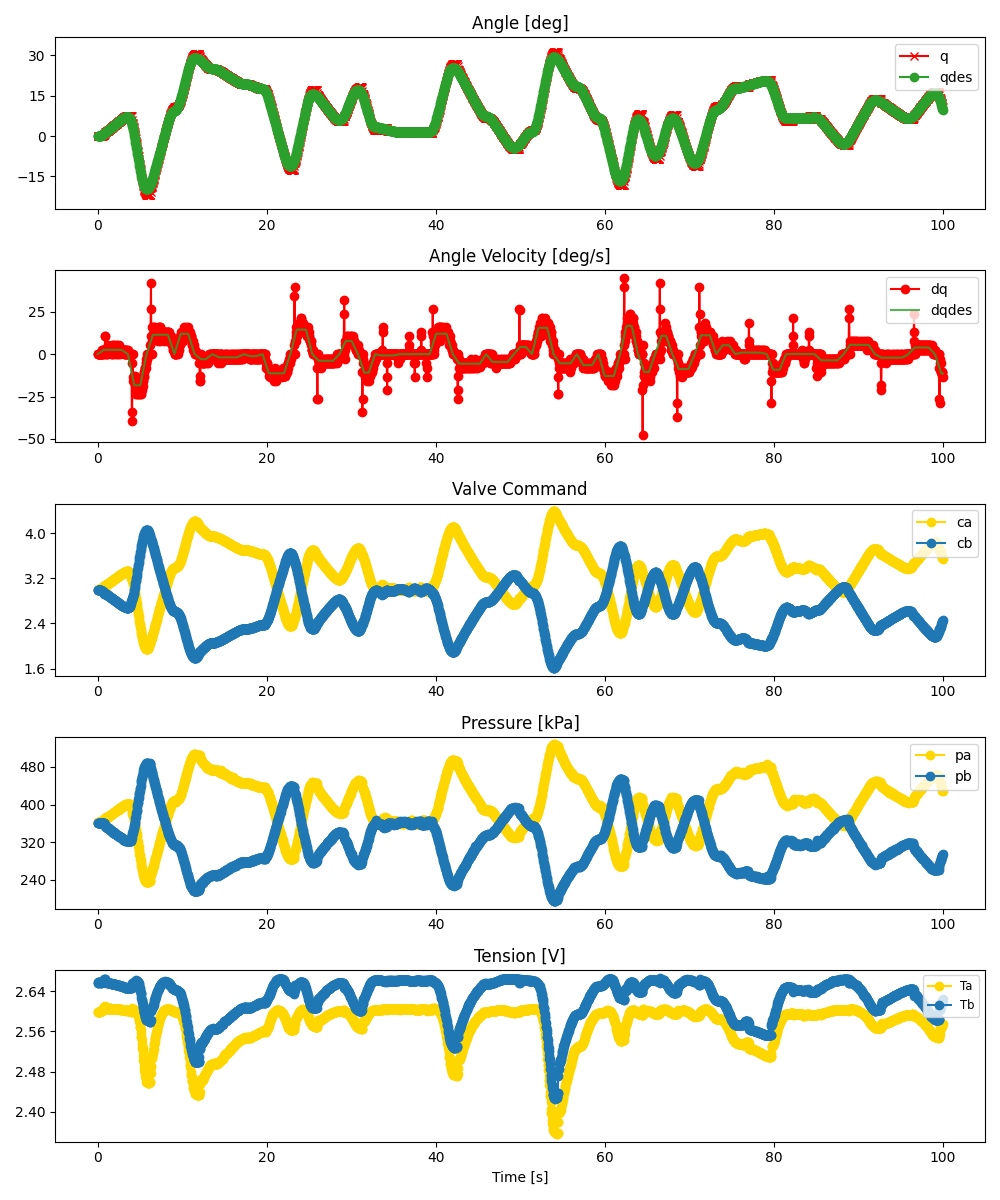 Angle [deg]
30
15
0
−15
q
qdes
0 20 40 60 80 100
Angle Velocity [deg/s]
25
0
−25
−50
dq
dqdes
0 20 40 60 80 100
Valve Command
4.0
3.2
2.4
1.6
ca
cb
0 20 40 60 80 100
Pressure [kPa]
480
400
320
240
pa
pb
0 20 40 60 80 100
Tension [V]
2.64
2.56
2.48
2.40
Ta
Tb
0 20 40 60 80 100
Time [s]